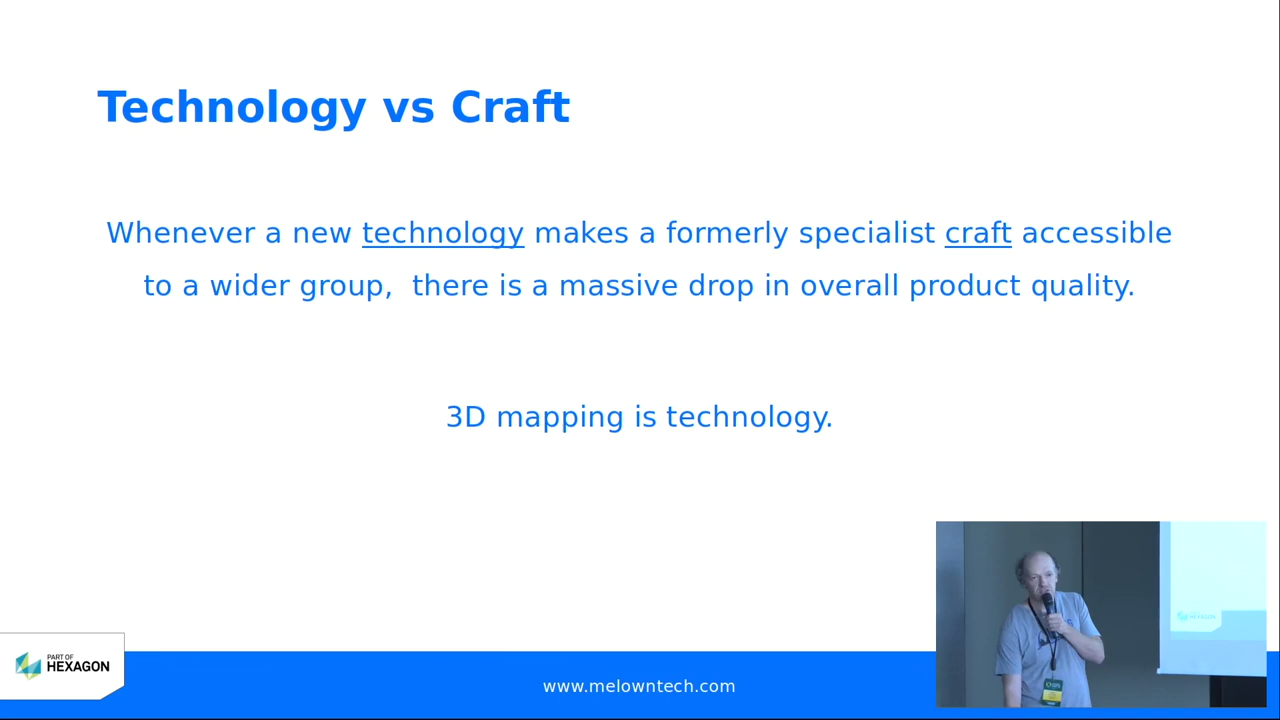 Technology vs Craft
Whenever a new technology makes a formerly specialist craft accessible
to a wider group,  there is a massive drop in overall product quality.
3D mapping is technology.
PART OF
HEXAGON
www.melowntech.com
HEXAGON